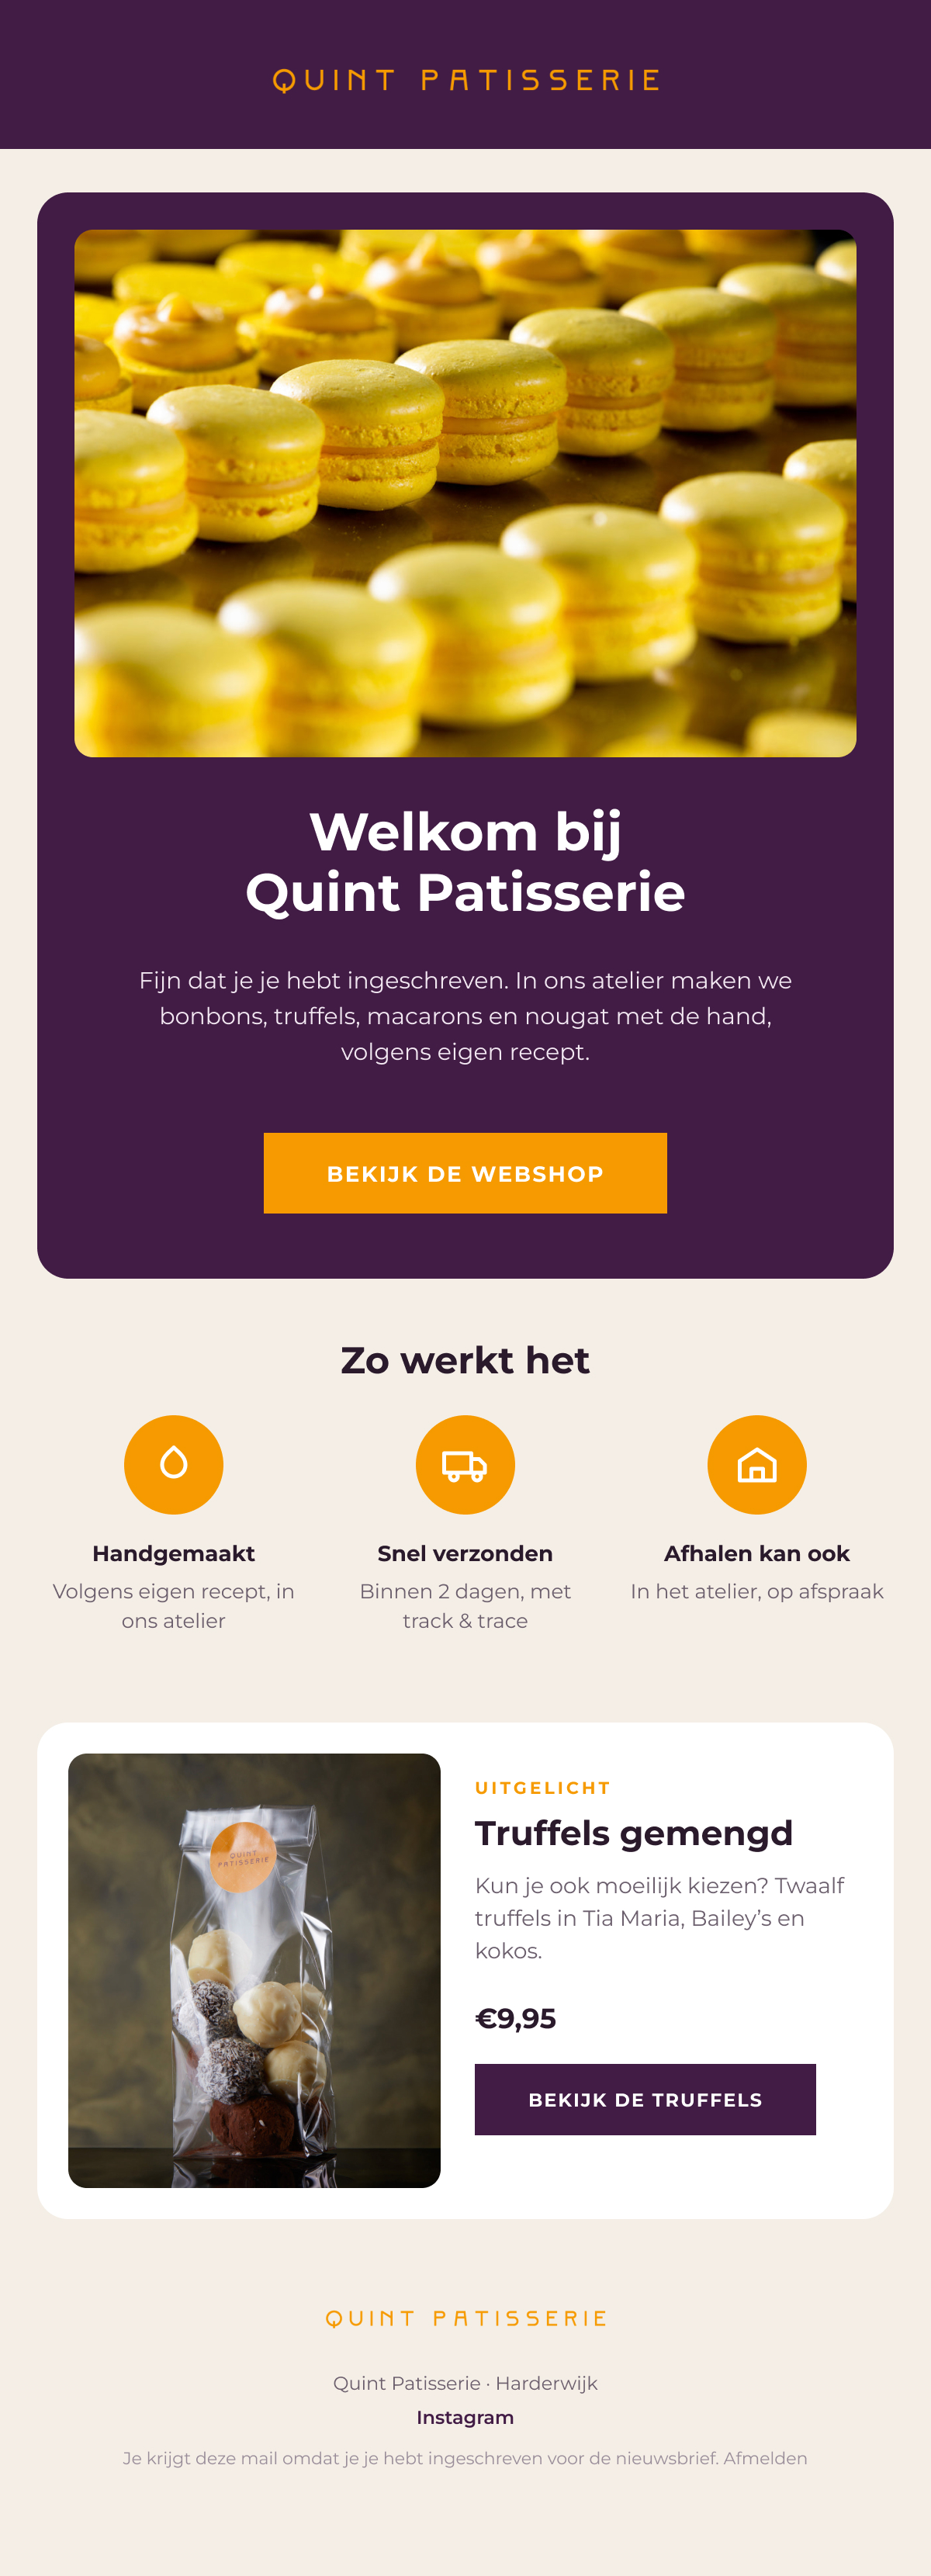 QUINT PATISSERIE
Welkom bij
Quint Patisserie
Fijn dat je je hebt ingeschreven. In ons atelier maken we
bonbons, truffels, macarons en nougat met de hand,
volgens eigen recept.
BEKIJK DE WEBSHOP
Zo werkt het
Handgemaakt
Volgens eigen recept, in
ons atelier
Snel verzonden
Binnen 2 dagen, met
track & trace
Afhalen kan ook
In het atelier, op afspraak
QUINT
PATISSERIE
UITGELICHT
Truffels gemengd
Kun je ook moeilijk kiezen? Twaalf
truffels in Tia Maria, Bailey’s en
kokos.
€9,95
BEKIJK DE TRUFFELS
QUINT PATISSERIE
Quint Patisserie · Harderwijk
Instagram
Je krijgt deze mail omdat je je hebt ingeschreven voor de nieuwsbrief. Afmelden